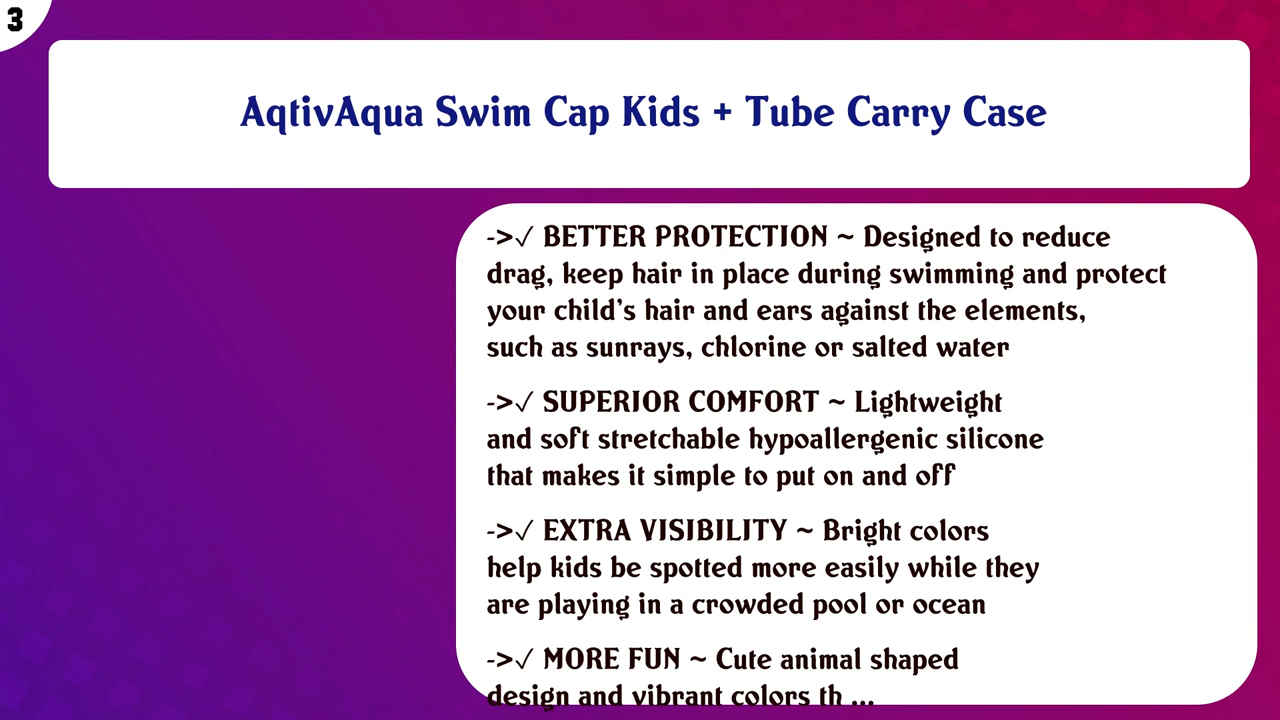 3
AqtivAqua Swim Cap Kids + Tube Carry Case
->✓ BETTER PROTECTION ~ Designed to reduce
drag, keep hair in place during swimming and protect
your child's hair and ears against the elements,
such as sunrays, chlorine or salted water
->✓ SUPERIOR COMFORT ~ Lightweight
and soft stretchable hypoallergenic silicone
that makes it simple to put on and off
->✓ EXTRA VISIBILITY ~ Bright colors
help kids be spotted more easily while they
are playing in a crowded pool or ocean
->✓ MORE FUN ~ Cute animal shaped
design and vibrant colors th ...